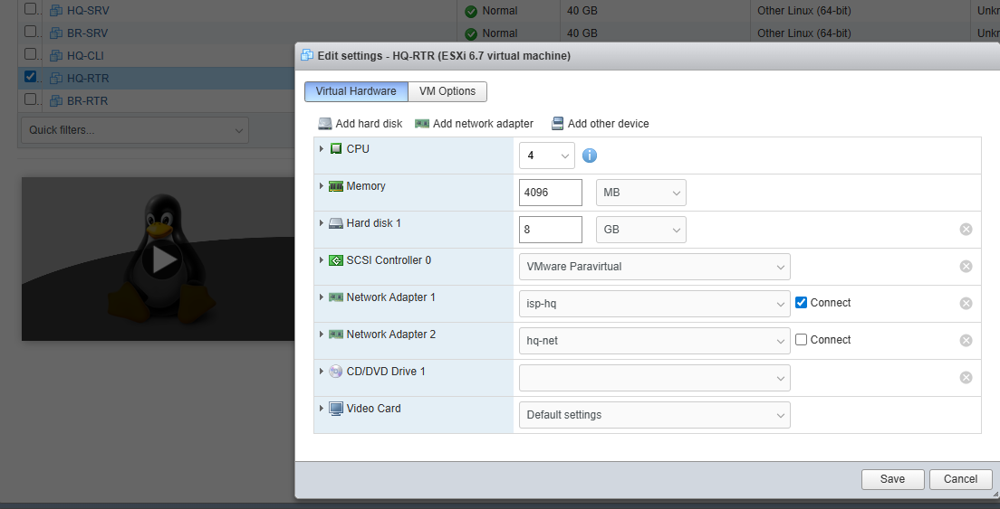 HQ-SRV Normal 40 GB Other Linux (64-bit)
BR-SRV Normal 40 GB Other Linux (64-bit)
HQ-CLI
HQ-RTR
BR-RTR
Quick filters...
Edit settings - HQ-RTR (ESXi 6.7 virtual machine)
Virtual Hardware VM Options
Add hard disk Add network adapter Add other device
CPU 4
Memory 4096 MB
Hard disk 1 8 GB
SCSI Controller 0 VMware Paravirtual
Network Adapter 1 isp-hq Connect
Network Adapter 2 hq-net Connect
CD/DVD Drive 1
Video Card Default settings
Save Cancel